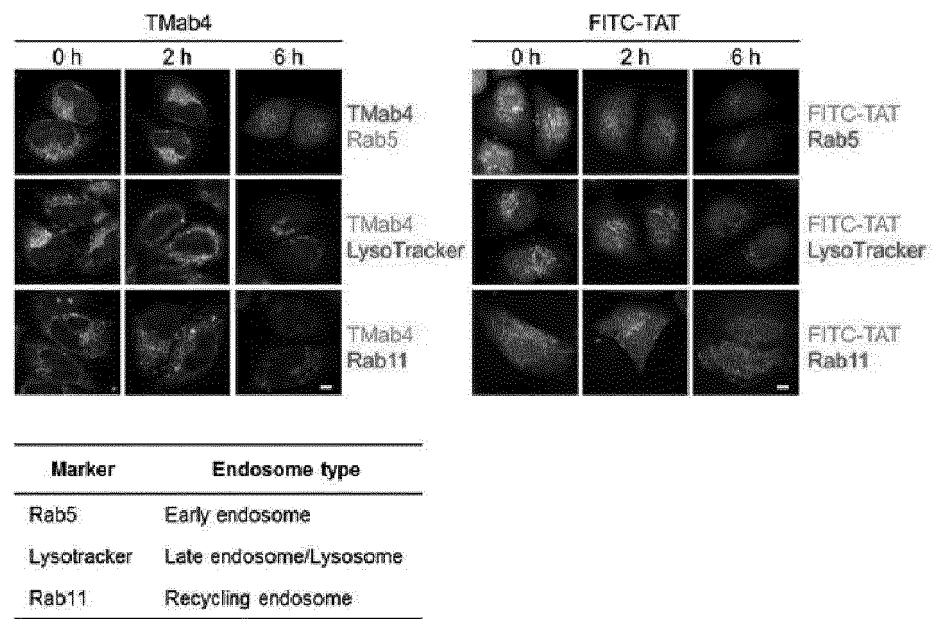 TMab4
0 h 2 h 6 h
TMab4
Rab5
TMab4
LysoTracker
TMab4
Rab11
FITC-TAT
0 h 2 h 6 h
FITC-TAT
Rab5
FITC-TAT
LysoTracker
FITC-TAT
Rab11
Marker Endosome type
Rab5 Early endosome
Lysotracker Late endosome/Lysosome
Rab11 Recycling endosome